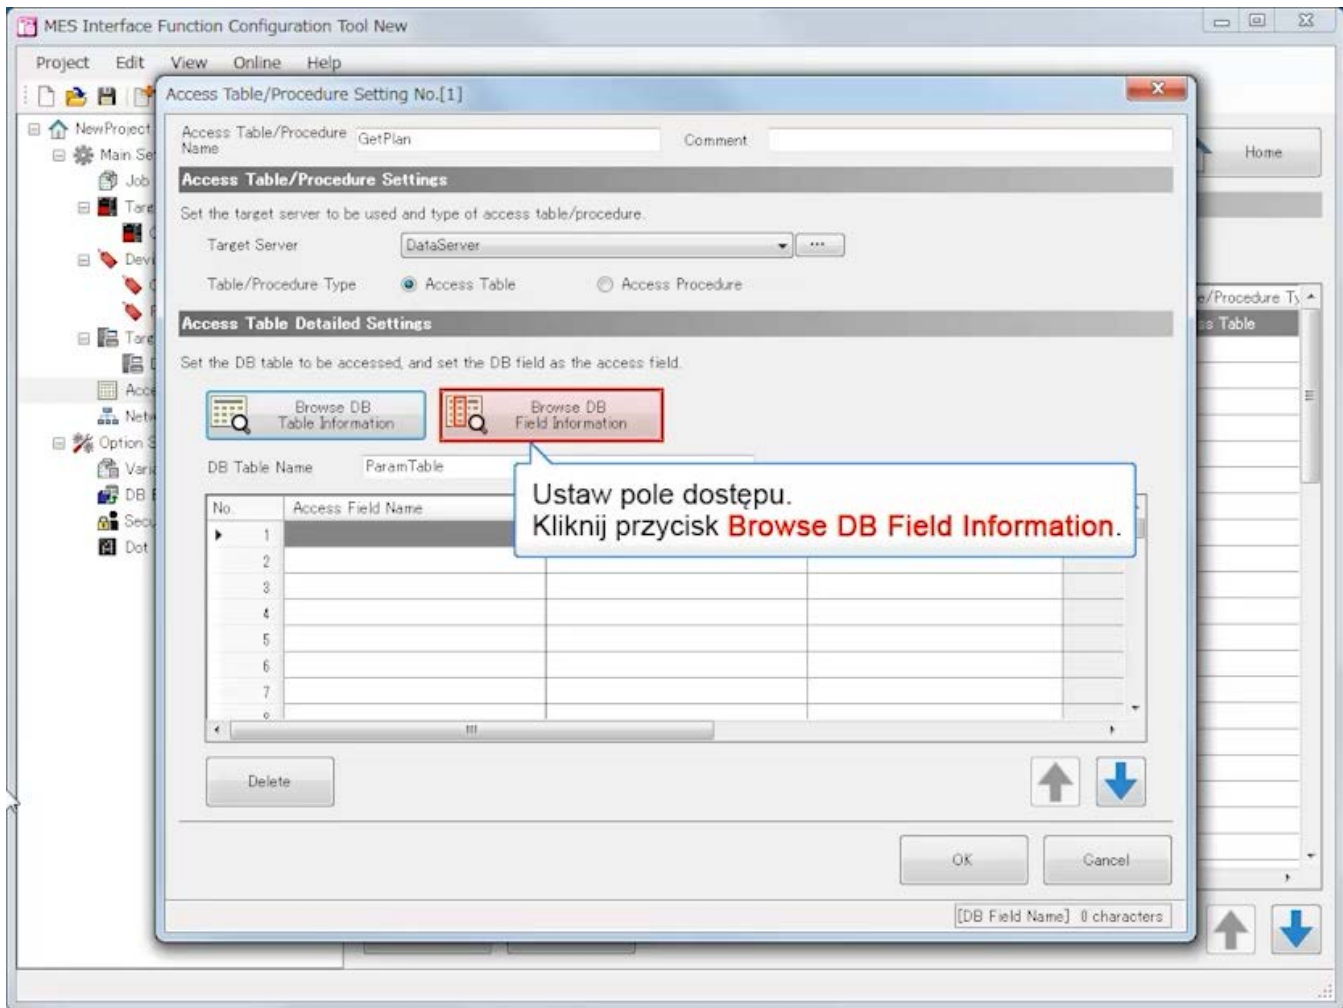 MES Interface Function Configuration Tool New
Project Edit View Online Help
Access Table/Procedure Setting No.[1]
NewProject
Main Se
Job
Targ
Devi
Targ
Acce
Netw
Option S
Varia
DB B
Secu
Dot
Access Table/Procedure
Name
GetPlan
Comment
Home
Access Table/Procedure Settings
Set the target server to be used and type of access table/procedure.
Target Server
DataServer
...
Table/Procedure Type
Access Table
Access Procedure
e/Procedure Ty
ss Table
Access Table Detailed Settings
Set the DB table to be accessed, and set the DB field as the access field.
Browse DB
Table Information
Browse DB
Field Information
DB Table Name
ParamTable
Ustaw pole dostępu.
Kliknij przycisk Browse DB Field Information.
No.
Access Field Name
1
2
3
4
5
6
7
Delete
OK
Cancel
[DB Field Name] 0 characters